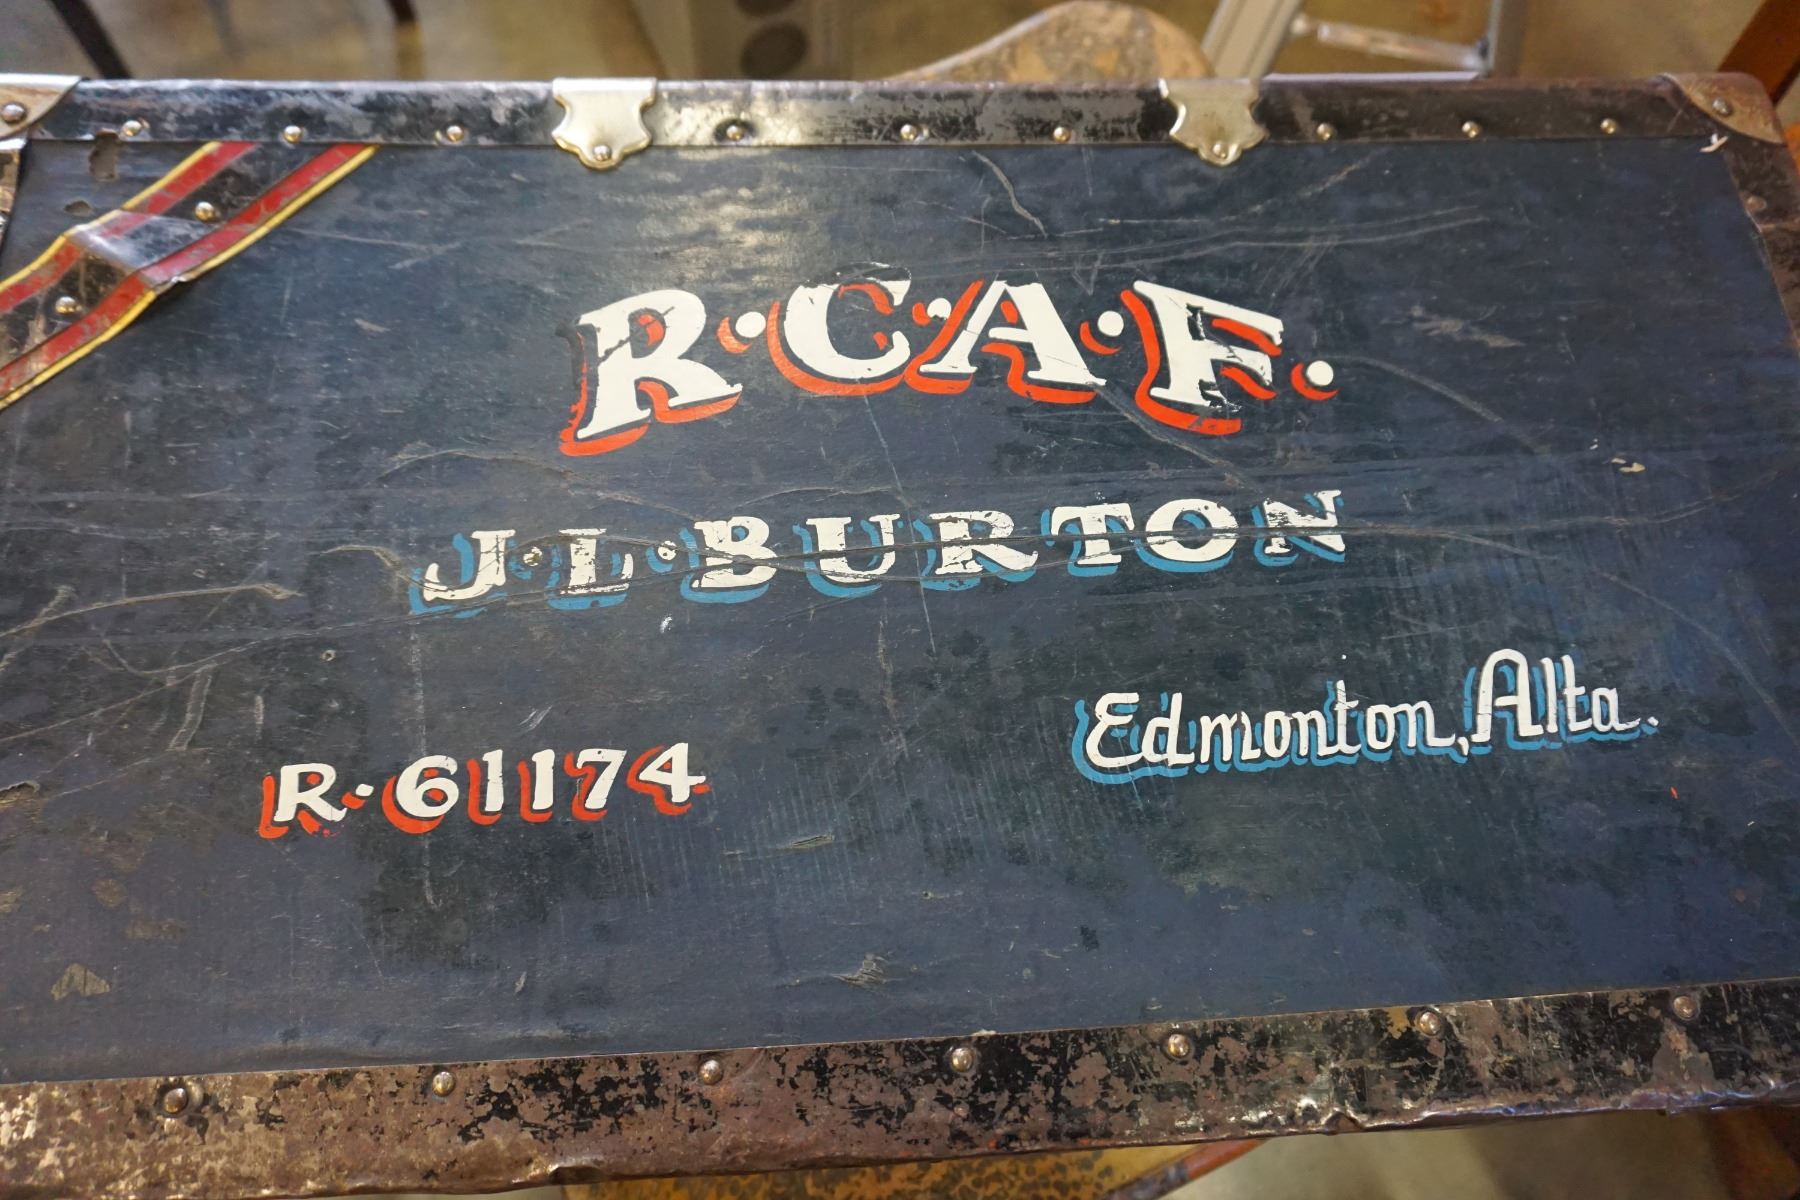 R.C.A.F.
J.L.BURTON
R.61174
Edmonton, Alta.